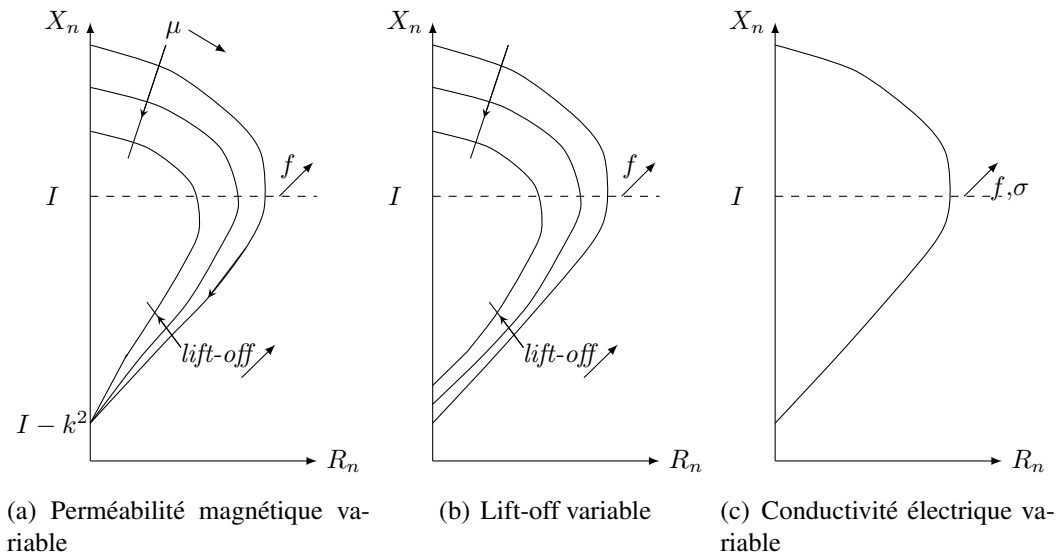 X_n
μ
f
I
lift-off
I − k²
R_n
(a) Perméabilité magnétique va-
riable
X_n
f
I
lift-off
R_n
(b) Lift-off variable
X_n
I
f,σ
R_n
(c) Conductivité électrique va-
riable